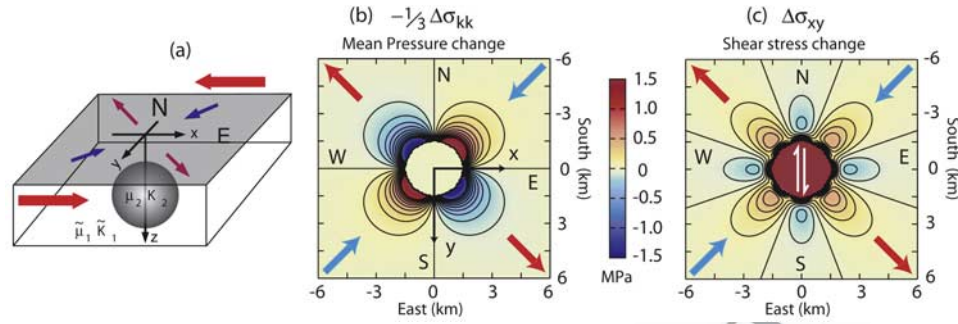 (a)
N
x
E
y
μ2 K2
μ̃1 K̃1
z
(b) -1/3 Δσkk
Mean Pressure change
N
W
x
E
S
y
-6
-3
0
3
6
South (km)
-6 -3 0 3 6
East (km)
1.5
1.0
0.5
0
-0.5
-1.0
-1.5
MPa
(c) Δσxy
Shear stress change
N
W
E
S
-6
-3
0
3
6
South (km)
-6 -3 0 3 6
East (km)